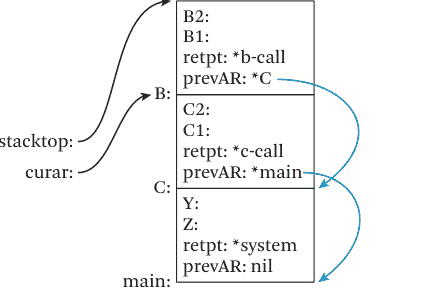 B2:
B1:
retpt: *b-call
prevAR: *C
B:
C2:
C1:
stacktop:
retpt: *c-call
curar:
prevAR: *main
C:
Y:
Z:
retpt: *system
prevAR: nil
main: